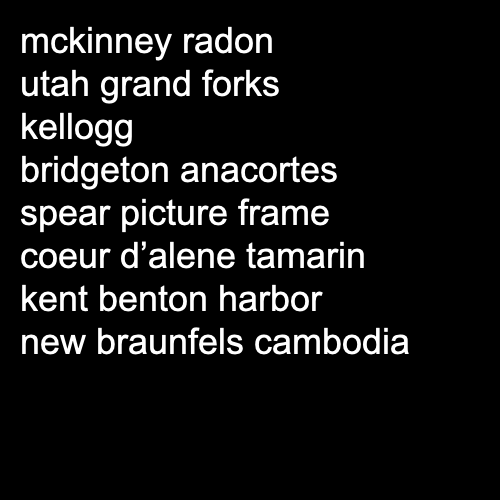 mckinney radon
utah grand forks
kellogg
bridgeton anacortes
spear picture frame
coeur d’alene tamarin
kent benton harbor
new braunfels cambodia